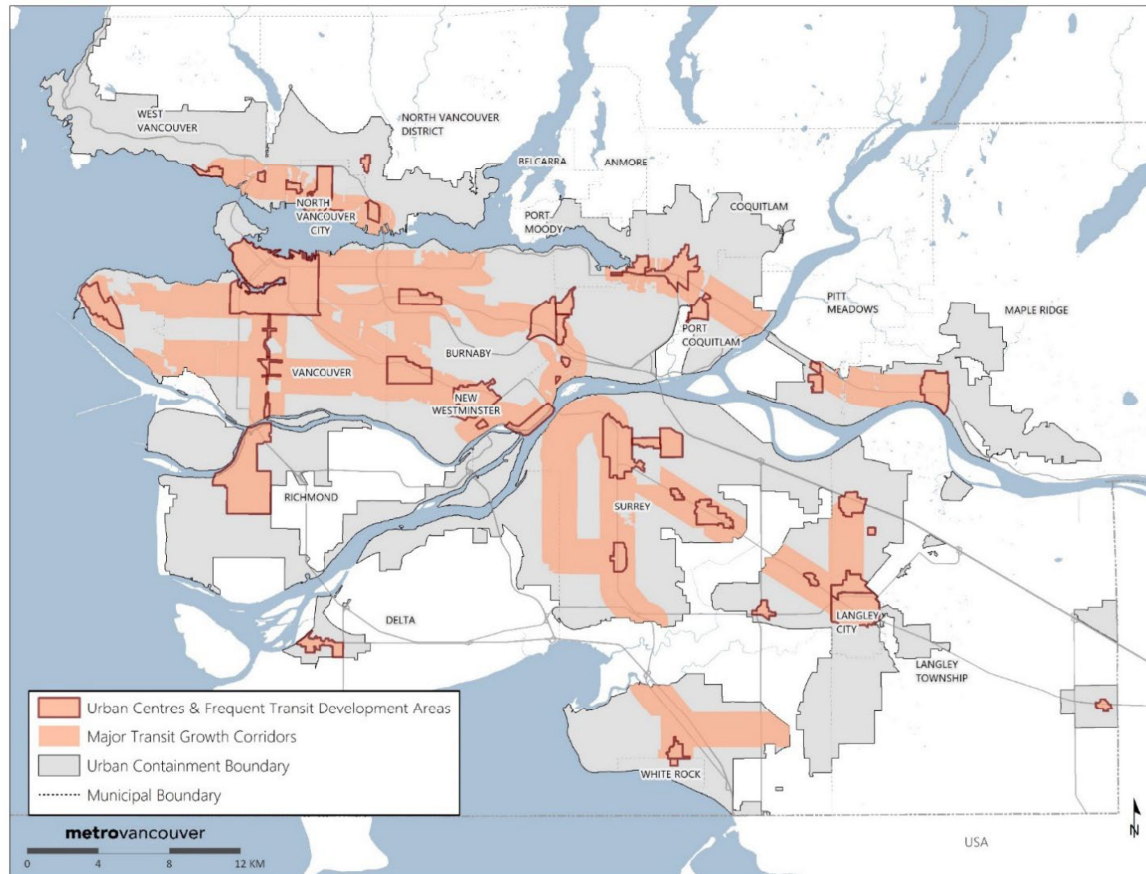 WEST
VANCOUVER
NORTH VANCOUVER
DISTRICT
BELCARRA
ANMORE
NORTH
VANCOUVER
CITY
PORT
MOODY
COQUITLAM
PITT
MEADOWS
MAPLE RIDGE
PORT
COQUITLAM
BURNABY
VANCOUVER
NEW
WESTMINSTER
RICHMOND
SURREY
DELTA
LANGLEY
CITY
LANGLEY
TOWNSHIP
WHITE ROCK
USA
Urban Centres & Frequent Transit Development Areas
Major Transit Growth Corridors
Urban Containment Boundary
Municipal Boundary
metrovancouver
0 4 8 12 KM
N